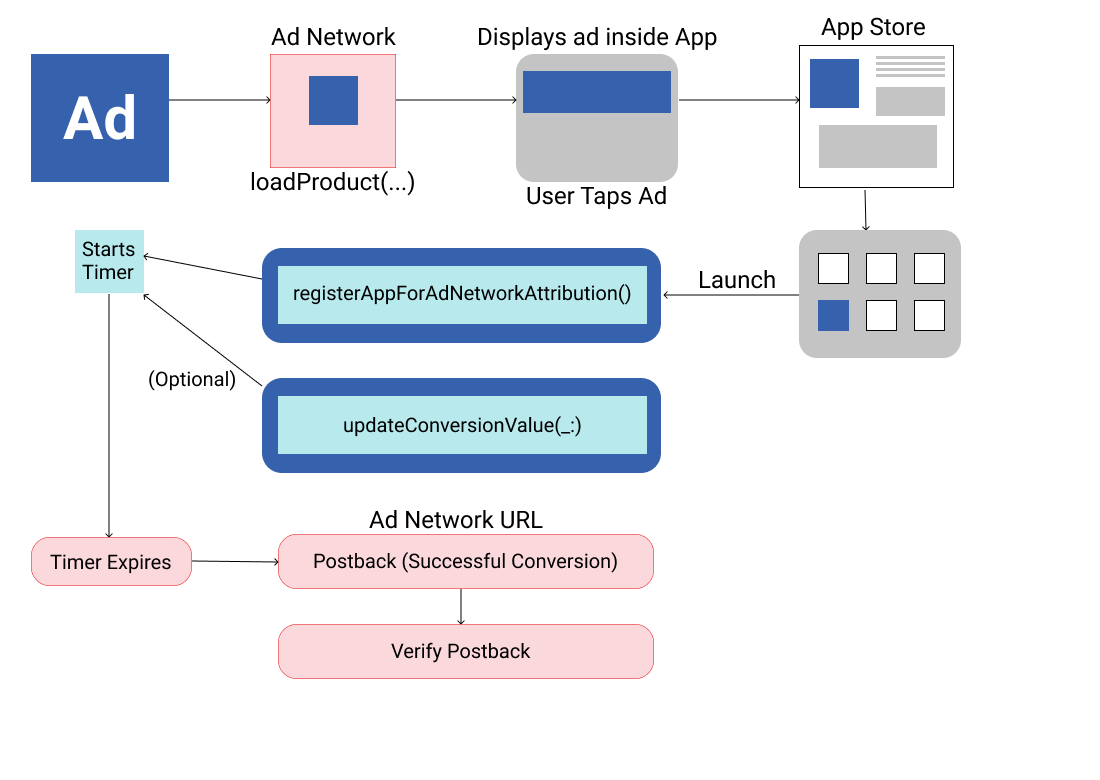 Ad Network
Displays ad inside App
App Store
Ad
loadProduct(...)
User Taps Ad
Starts
Timer
registerAppForAdNetworkAttribution()
Launch
(Optional)
updateConversionValue(_:)
Ad Network URL
Timer Expires
Postback (Successful Conversion)
Verify Postback